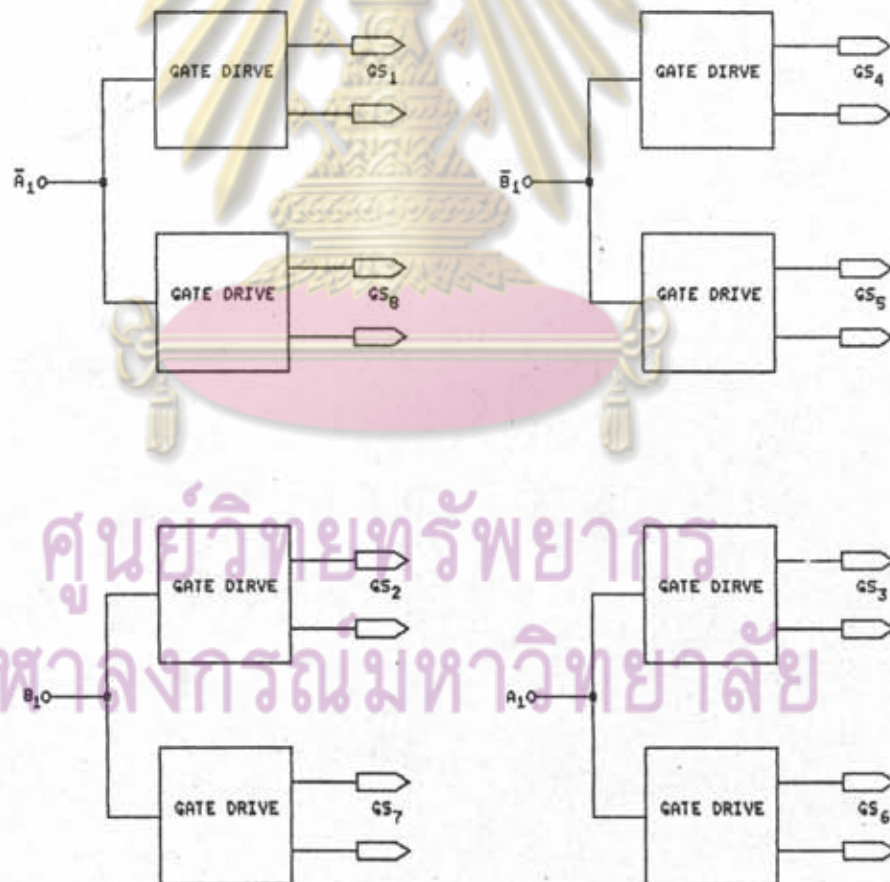 GATE DIRVE
GS₁
GATE DIRVE
GS₄
Ā₁
B̄₁
GATE DRIVE
GS₈
GATE DRIVE
GS₅
ศูนย์วิทยทรัพยากร
GATE DIRVE
GS₂
GATE DIRVE
GS₃
ฬาลงกรณ์มหาวิทยาลัย
B₁
A₁
GATE DRIVE
GS₇
GATE DRIVE
GS₆